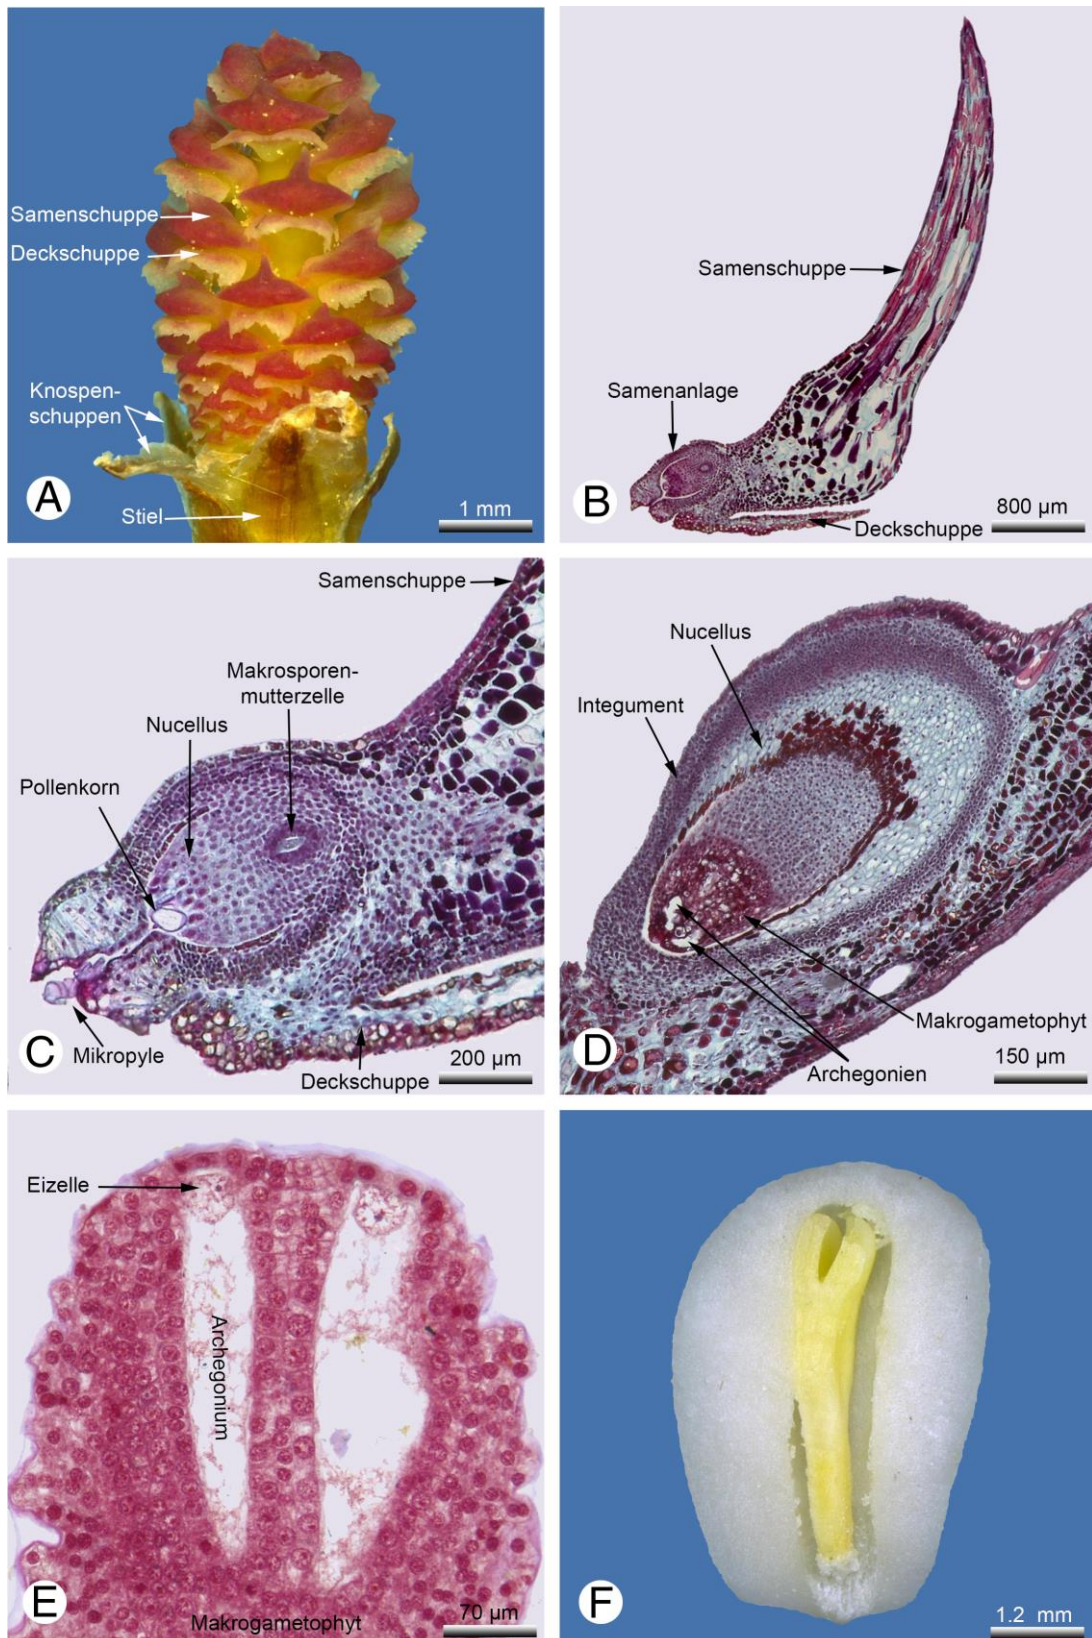 Samenschuppe
Deckschuppe
Knospen-
schuppen
Stiel
A
1 mm
Samenschuppe
Samenanlage
Deckschuppe
B
800 µm
Samenschuppe
Makrosporen-
mutterzelle
Nucellus
Pollenkorn
Mikropyle
Deckschuppe
C
200 µm
Nucellus
Integument
Makrogametophyt
Archegonien
D
150 µm
Eizelle
Archegonium
Makrogametophyt
E
70 µm
F
1.2 mm